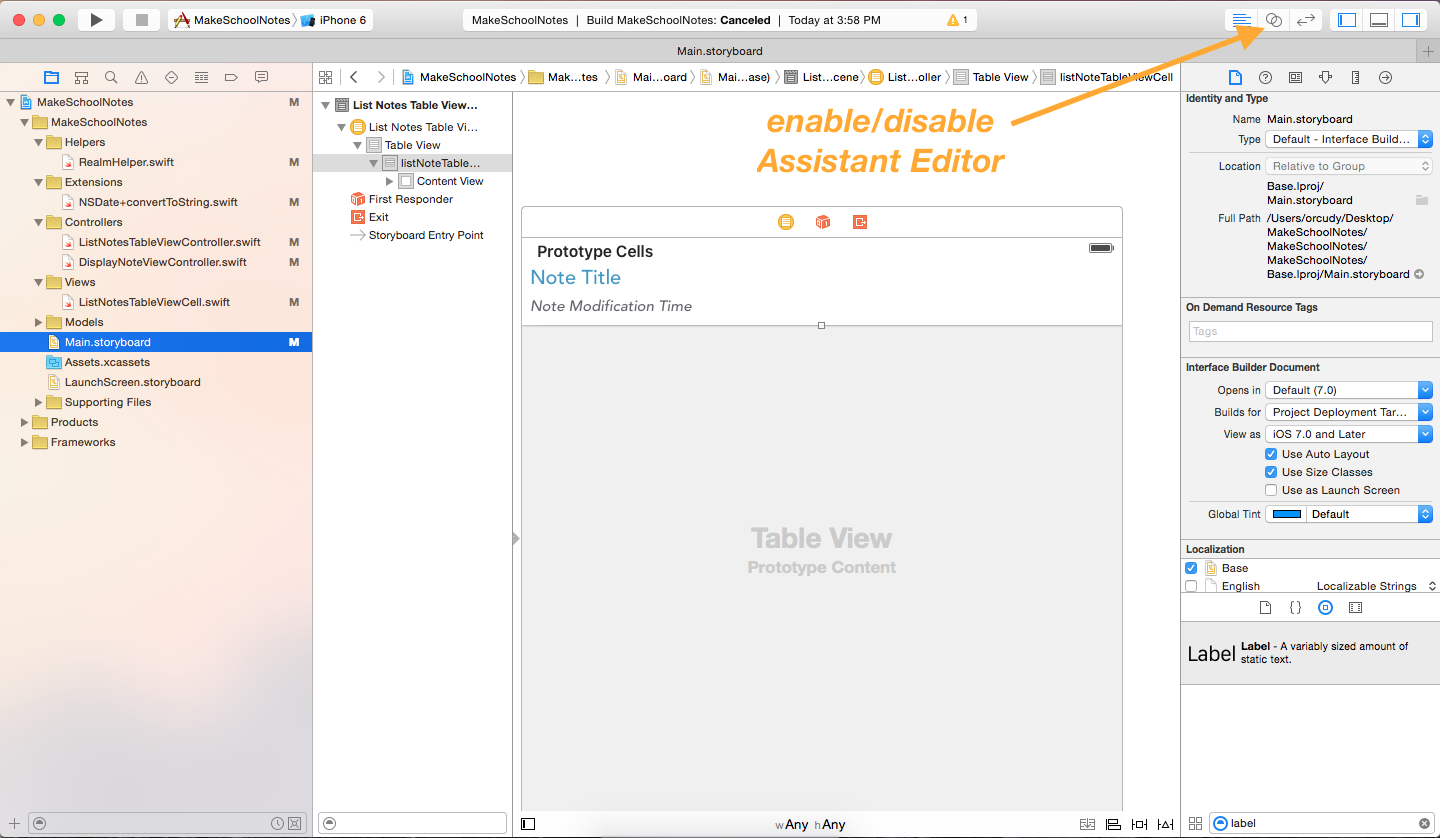 MakeSchoolNotes
iPhone 6
MakeSchoolNotes | Build MakeSchoolNotes: Canceled | Today at 3:58 PM
1
Main.storyboard
MakeSchoolNotes
Mak...tes
Mai...oard
Mai...ase)
List...cene)
List...oller
Table View
listNoteTableViewCell
MakeSchoolNotes M
MakeSchoolNotes
Helpers
RealmHelper.swift M
Extensions
NSDate+convertToString.swift M
Controllers
ListNotesTableViewController.swift M
DisplayNoteViewController.swift M
Views
ListNotesTableViewCell.swift M
Models
Main.storyboard M
Assets.xcassets
LaunchScreen.storyboard
Supporting Files
Products
Frameworks
List Notes Table View...
List Notes Table Vi...
Table View
listNoteTable...
Content View
First Responder
Exit
Storyboard Entry Point
enable/disable
Assistant Editor
Prototype Cells
Note Title
Note Modification Time
Table View
Prototype Content
wAny hAny
Identity and Type
Name Main.storyboard
Type Default - Interface Build...
Location Relative to Group
Base.lproj/
Main.storyboard
Full Path /Users/orcudy/Desktop/
MakeSchoolNotes/
MakeSchoolNotes/
MakeSchoolNotes/
Base.lproj/Main.storyboard
On Demand Resource Tags
Tags
Interface Builder Document
Opens in Default (7.0)
Builds for Project Deployment Tar...
View as iOS 7.0 and Later
Use Auto Layout
Use Size Classes
Use as Launch Screen
Global Tint Default
Localization
Base
English Localizable Strings
{}
Label Label - A variably sized amount of
static text.
label